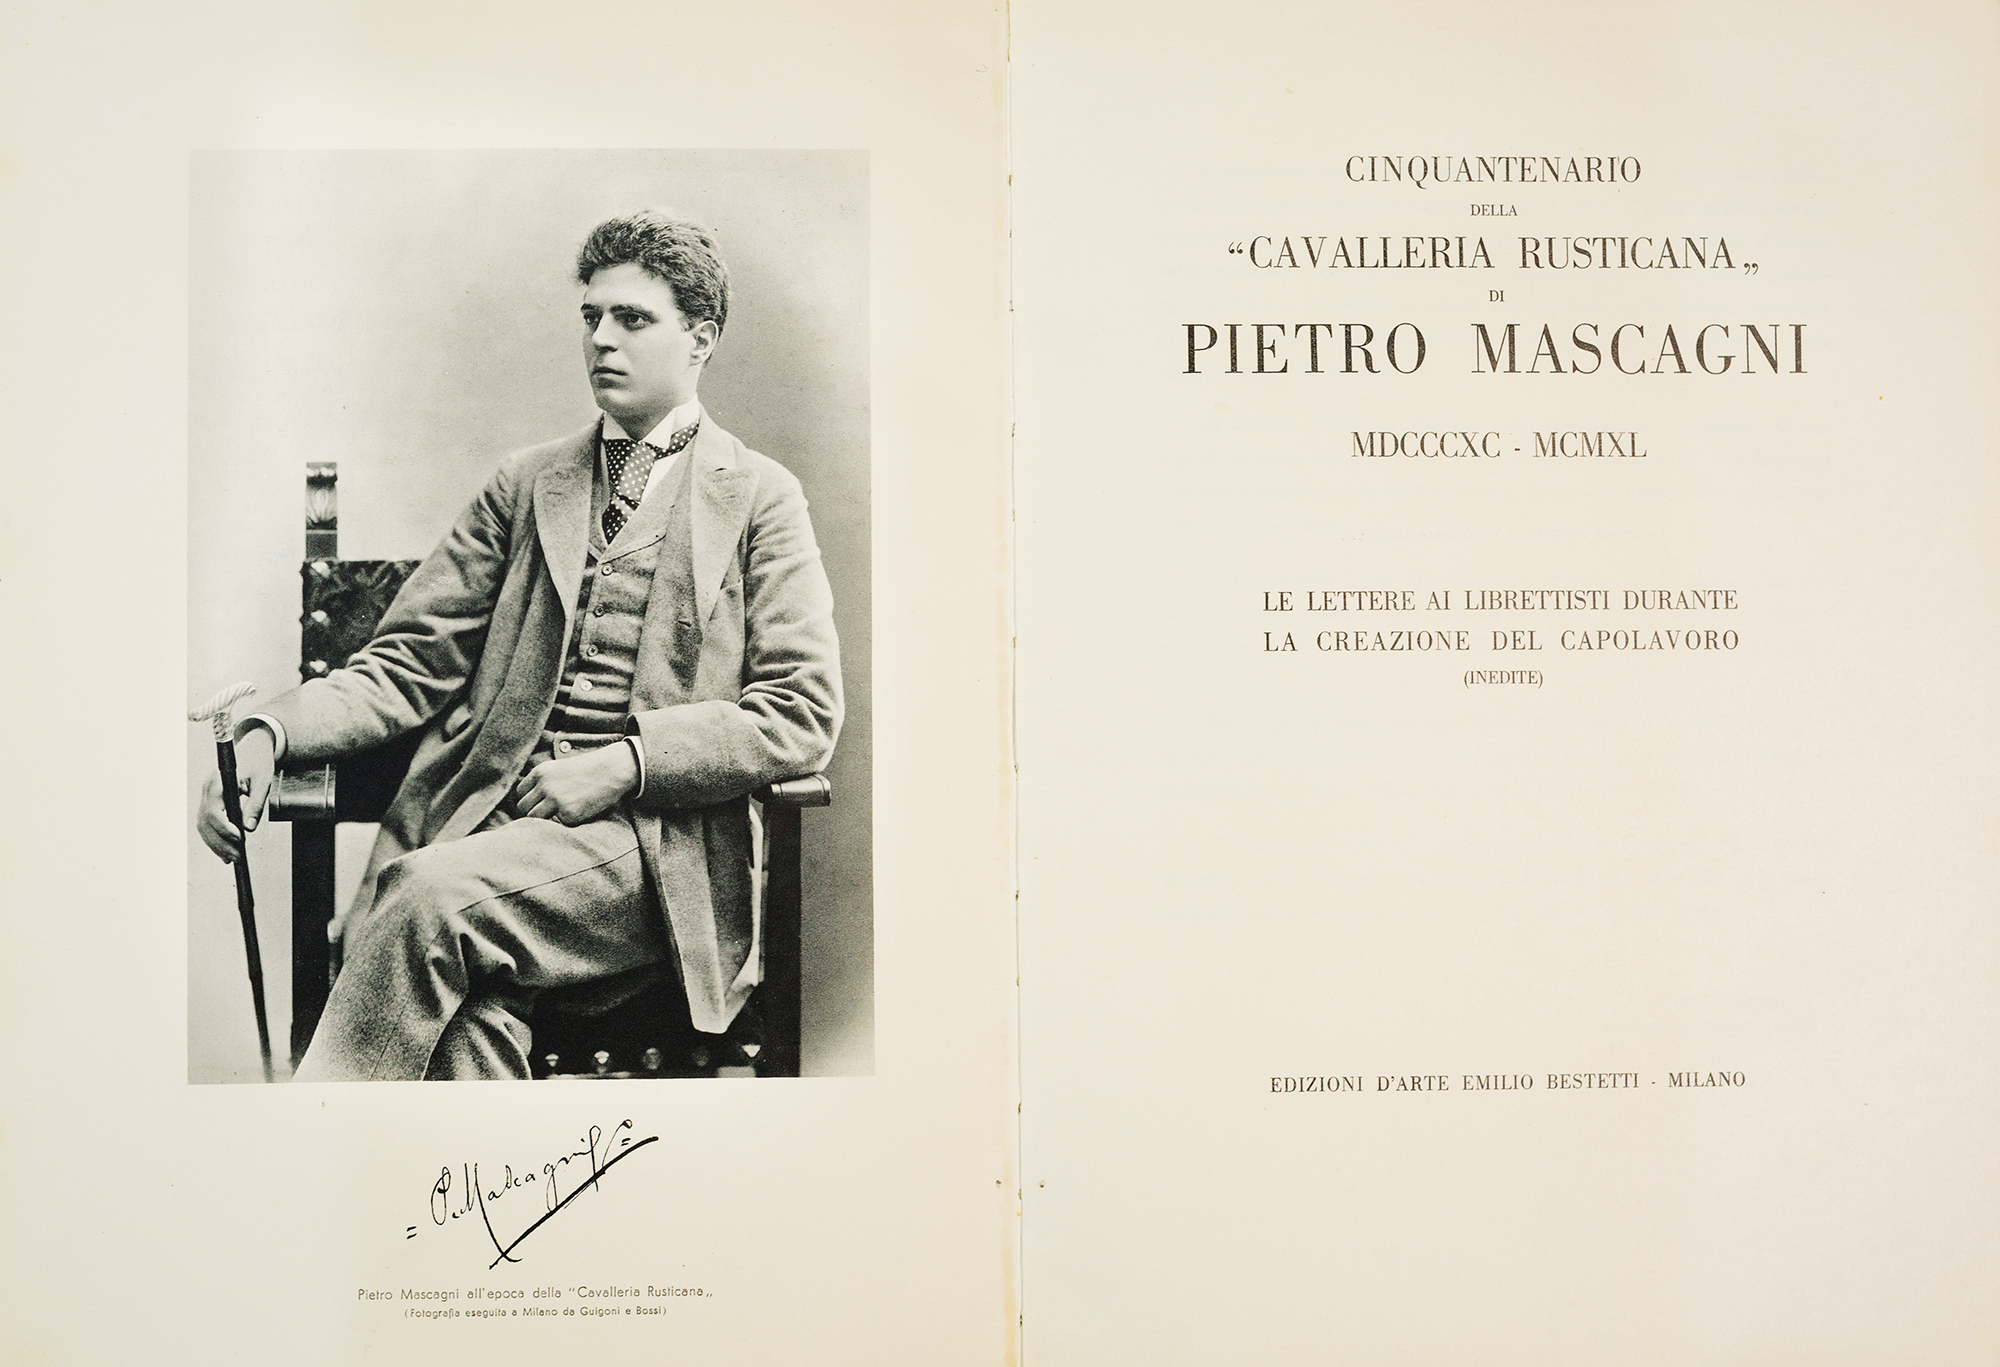 P. Mascagni
Pietro Mascagni all'epoca della "Cavalleria Rusticana„
(Fotografia eseguita a Milano da Guigoni e Bossi)
CINQUANTENARIO
DELLA
“CAVALLERIA RUSTICANA„
DI
PIETRO MASCAGNI
MDCCCXC - MCMXL
LE LETTERE AI LIBRETTISTI DURANTE
LA CREAZIONE DEL CAPOLAVORO
(INEDITE)
EDIZIONI D'ARTE EMILIO BESTETTI - MILANO